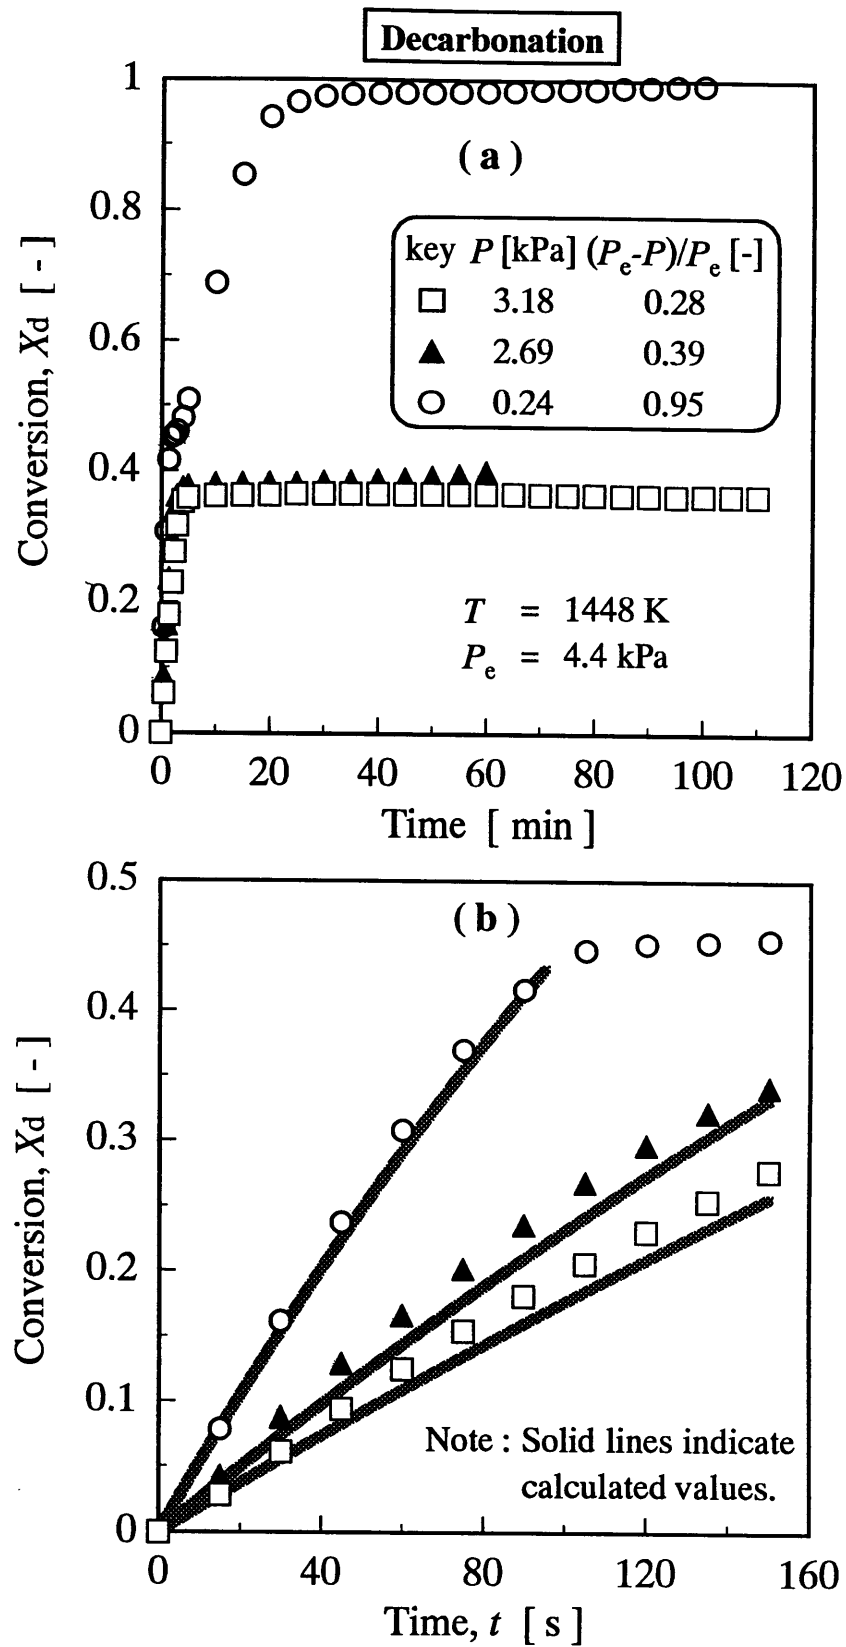 Decarbonation
1
0.8
0.6
0.4
0.2
0
Conversion, Xd [ - ]
( a )
key P [kPa] (Pe-P)/Pe [-]
3.18 0.28
2.69 0.39
0.24 0.95
T = 1448 K
Pe = 4.4 kPa
0 20 40 60 80 100 120
Time [ min ]
0.5
0.4
0.3
0.2
0.1
0
Conversion, Xd [ - ]
( b )
Note : Solid lines indicate
calculated values.
0 40 80 120 160
Time, t [ s ]